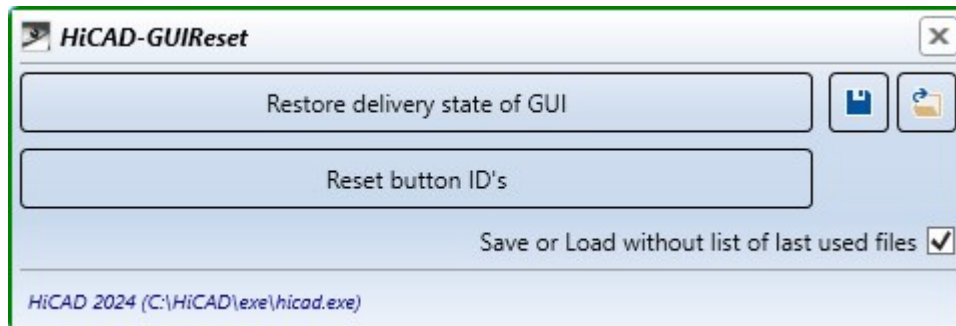 HiCAD-GUIReset
Restore delivery state of GUI
Reset button ID's
Save or Load without list of last used files
HiCAD 2024 (C:\HiCAD\exe\hicad.exe)